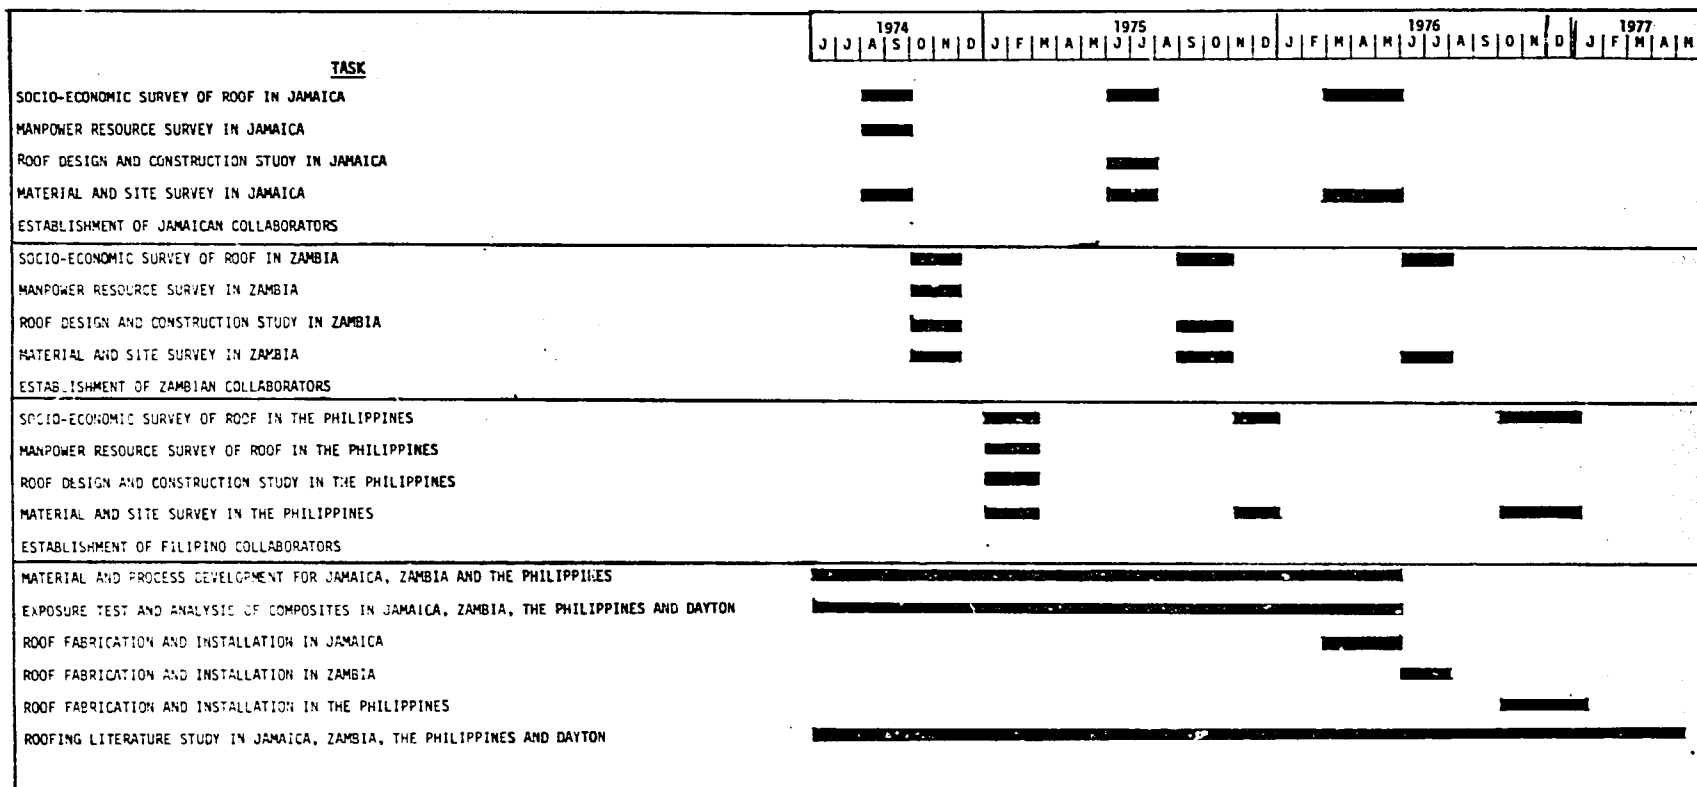 1974 1975 1976 1977
J J A S O N D J F M A M J J A S O N D J F M A M J J A S O N D J F M A M
TASK
SOCIO-ECONOMIC SURVEY OF ROOF IN JAMAICA
MANPOWER RESOURCE SURVEY IN JAMAICA
ROOF DESIGN AND CONSTRUCTION STUDY IN JAMAICA
MATERIAL AND SITE SURVEY IN JAMAICA
ESTABLISHMENT OF JAMAICAN COLLABORATORS
SOCIO-ECONOMIC SURVEY OF ROOF IN ZAMBIA
MANPOWER RESOURCE SURVEY IN ZAMBIA
ROOF DESIGN AND CONSTRUCTION STUDY IN ZAMBIA
MATERIAL AND SITE SURVEY IN ZAMBIA
ESTABLISHMENT OF ZAMBIAN COLLABORATORS
SOCIO-ECONOMIC SURVEY OF ROOF IN THE PHILIPPINES
MANPOWER RESOURCE SURVEY OF ROOF IN THE PHILIPPINES
ROOF DESIGN AND CONSTRUCTION STUDY IN THE PHILIPPINES
MATERIAL AND SITE SURVEY IN THE PHILIPPINES
ESTABLISHMENT OF FILIPINO COLLABORATORS
MATERIAL AND PROCESS DEVELOPMENT FOR JAMAICA, ZAMBIA AND THE PHILIPPINES
EXPOSURE TEST AND ANALYSIS OF COMPOSITES IN JAMAICA, ZAMBIA, THE PHILIPPINES AND DAYTON
ROOF FABRICATION AND INSTALLATION IN JAMAICA
ROOF FABRICATION AND INSTALLATION IN ZAMBIA
ROOF FABRICATION AND INSTALLATION IN THE PHILIPPINES
ROOFING LITERATURE STUDY IN JAMAICA, ZAMBIA, THE PHILIPPINES AND DAYTON